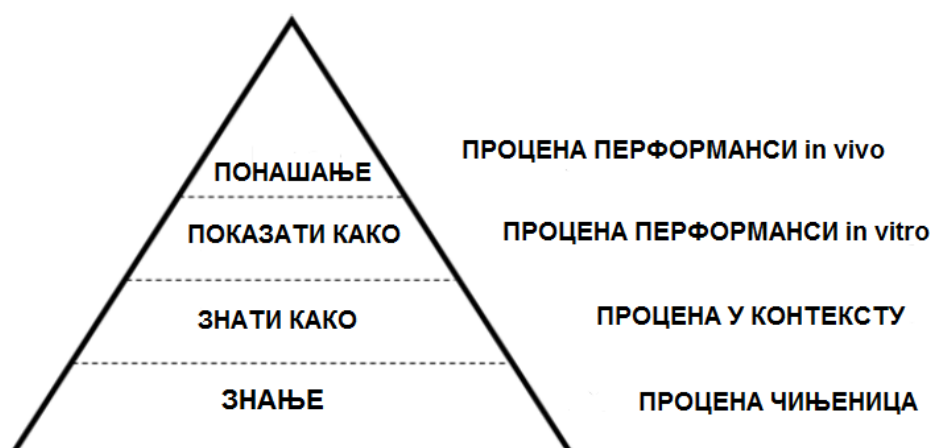 ПРОЦЕНА ПЕРФОРМАНСИ in vivo
ПОНАШАЊЕ
ПОКАЗАТИ КАКО
ПРОЦЕНА ПЕРФОРМАНСИ in vitro
ЗНАТИ КАКО
ПРОЦЕНА У КОНТЕКСТУ
ЗНАЊЕ
ПРОЦЕНА ЧИЊЕНИЦА